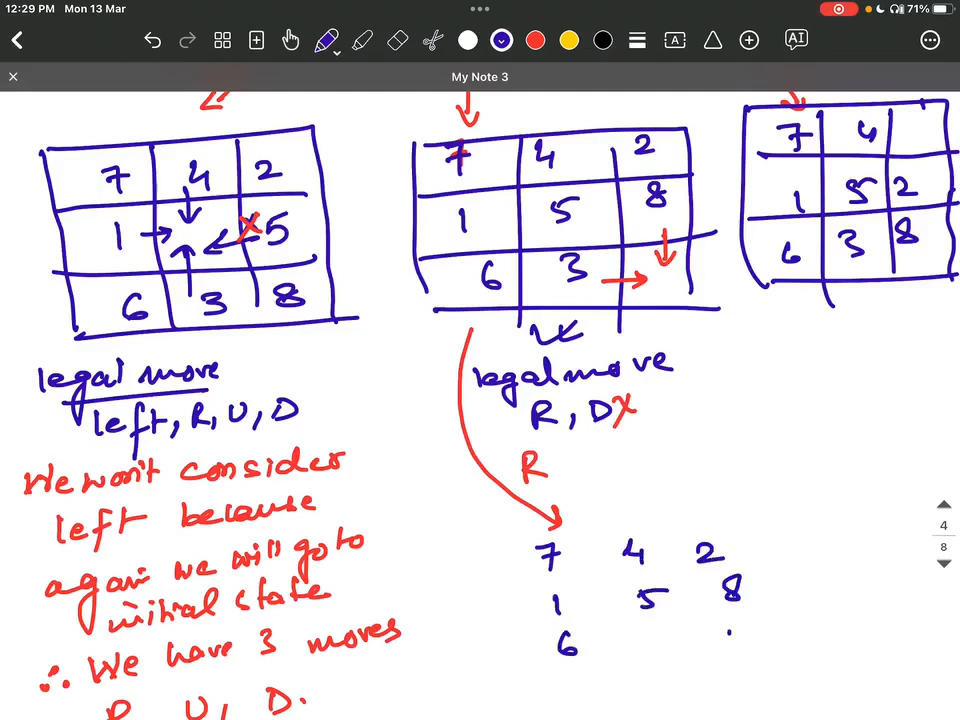 12:29 PM Mon 13 Mar
71%
A
AI
My Note 3
7 4 2
1 X 5
6 3 8
7 4 2
1 5 8
6 3
7 4
1 5 2
6 3 8
legal move
left, R, U, D
We won't consider
left because
again we will go to
initial state
∴ We have 3 moves
R U, D.
legal move
R, D X
R
7 4 2
1 5 8
6
4
8